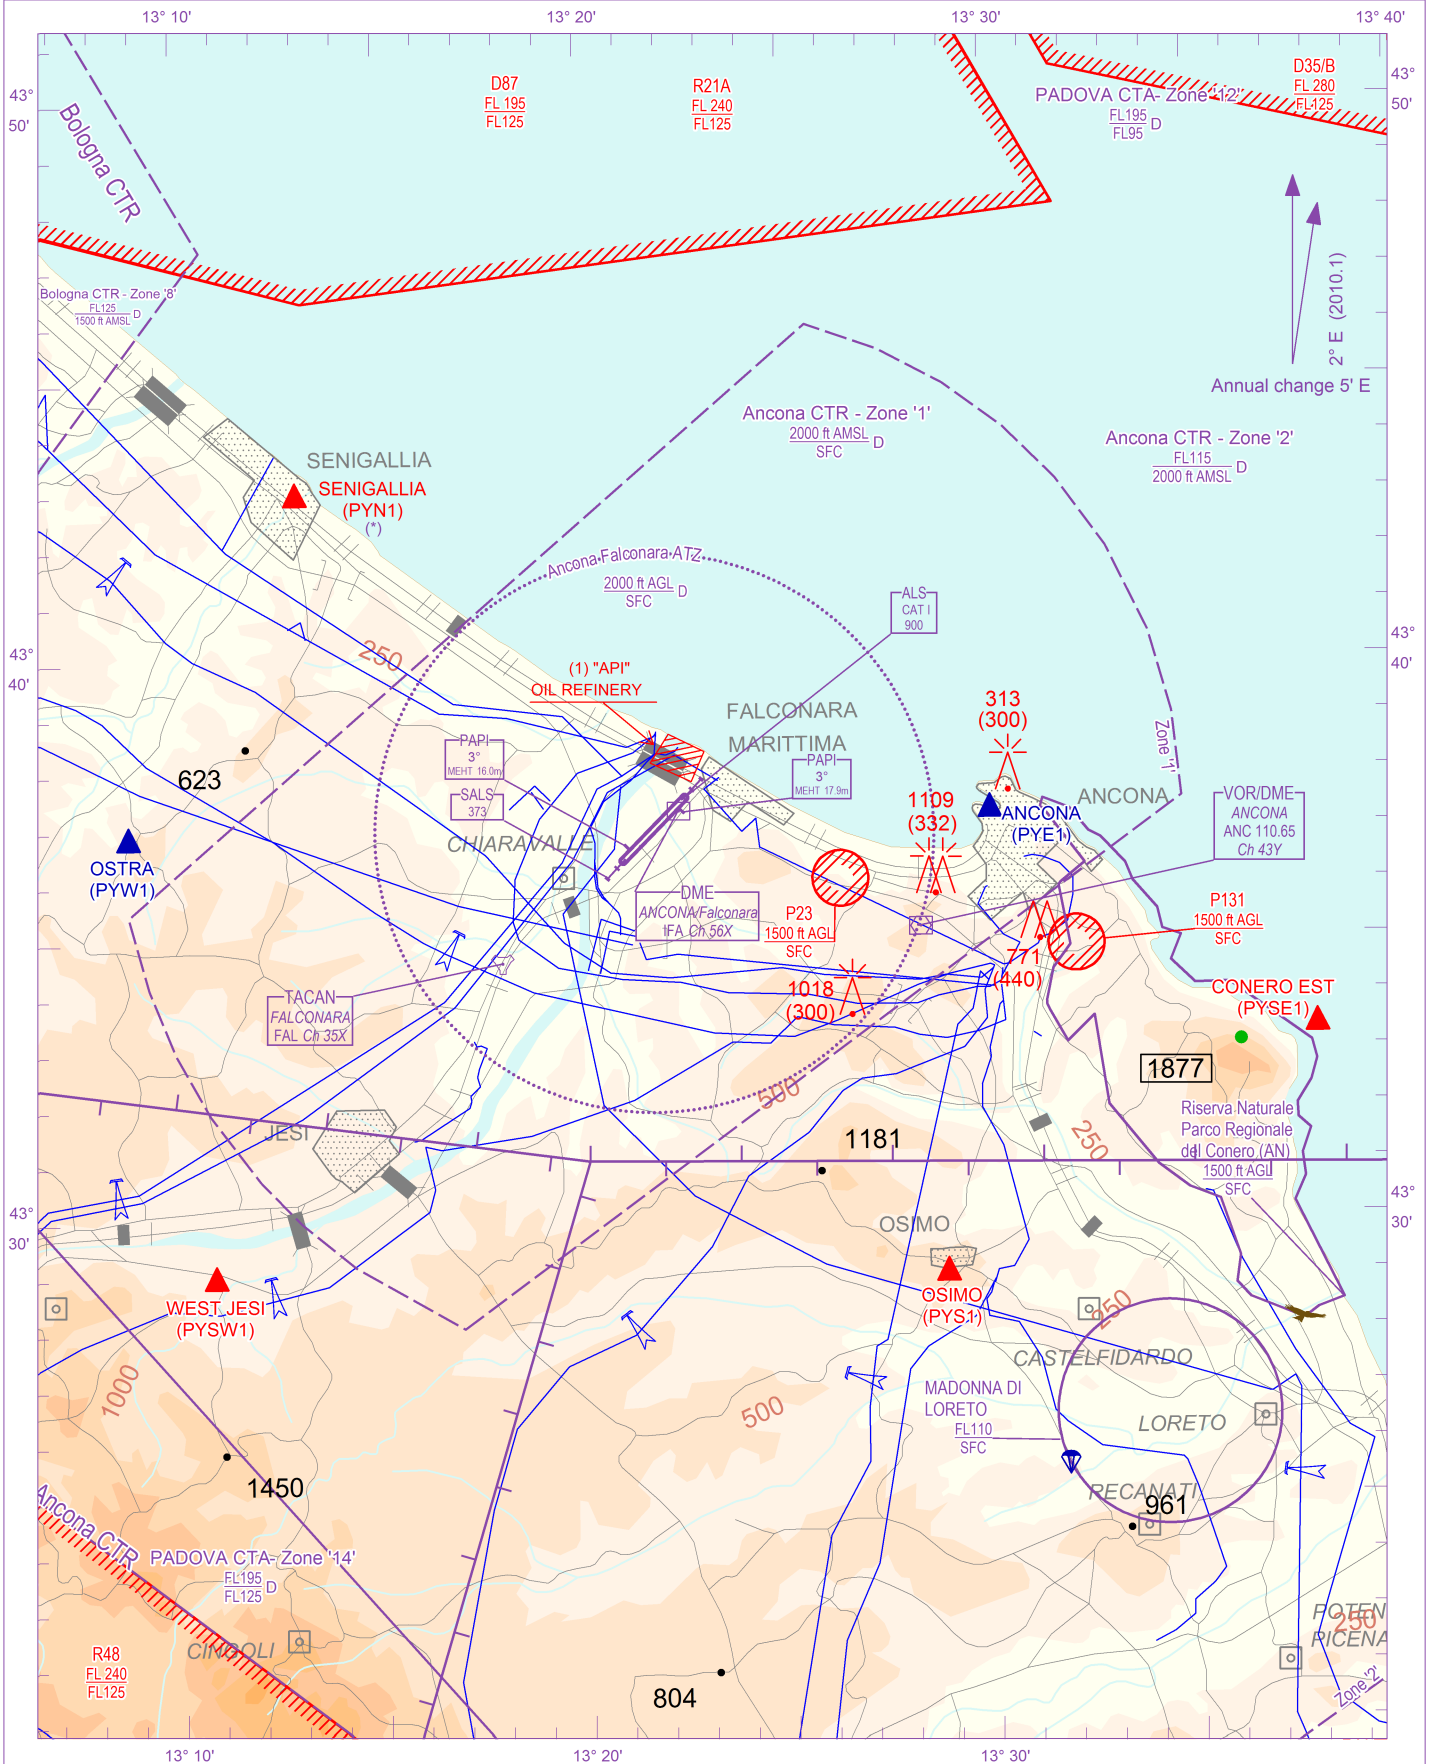 13° 10'
13° 20'
13° 30'
13° 40'
43°
50'
43°
50'
D87
FL 195
FL125
R21A
FL 240
FL125
D35/B
FL 280
FL125
PADOVA CTA- Zone '12'
FL195
FL95
D
Bologna CTR
Bologna CTR - Zone '8'
FL125
1500 ft AMSL
D
2° E (2010.1)
Annual change 5' E
Ancona CTR - Zone '1'
2000 ft AMSL
SFC
D
Ancona CTR - Zone '2'
FL115
2000 ft AMSL
D
SENIGALLIA
SENIGALLIA
(PYN1)
(*)
Ancona Falconara ATZ
2000 ft AGL
SFC
D
ALS
CAT I
900
43°
40'
43°
40'
250
(1) "API"
OIL REFINERY
FALCONARA
MARITTIMA
313
(300)
Zone '1'
PAPI
3°
MEHT 16.0m
PAPI
3°
MEHT 17.9m
SALS
373
623
1109
(332)
ANCONA
ANCONA
(PYE1)
VOR/DME
ANCONA
ANC 110.65
Ch 43Y
CHIARAVALLE
OSTRA
(PYW1)
DME
ANCONA/Falconara
IFA Ch 56X
P23
1500 ft AGL
SFC
P131
1500 ft AGL
SFC
771
(440)
1018
(300)
TACAN
FALCONARA
FAL Ch 35X
CONERO EST
(PYSE1)
1877
500
250
JESI
1181
Riserva Naturale
Parco Regionale
del Conero (AN)
1500 ft AGL
SFC
43°
30'
43°
30'
OSIMO
WEST JESI
(PYSW1)
OSIMO
(PYS1)
250
CASTELFIDARDO
1000
500
MADONNA DI
LORETO
FL110
SFC
LORETO
1450
RECANATI
961
Ancona CTR
PADOVA CTA- Zone '14'
FL195
FL125
D
CINGOLI
R48
FL 240
FL125
804
POTEN
PICENA
250
Zone '2'
13° 10'
13° 20'
13° 30'